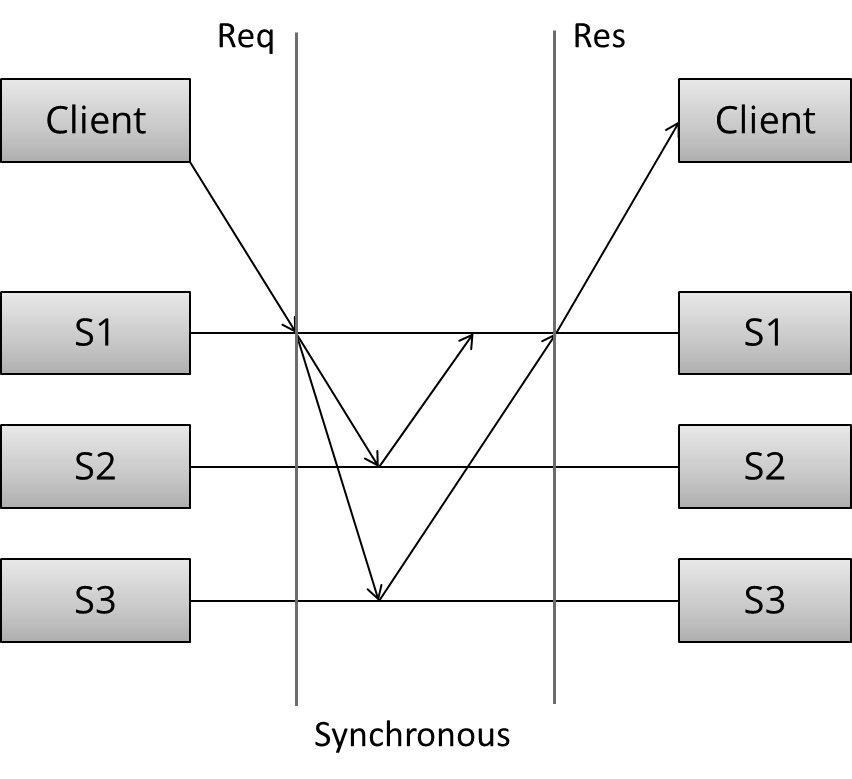 Req
Res
Client
Client
S1
S1
S2
S2
S3
S3
Synchronous